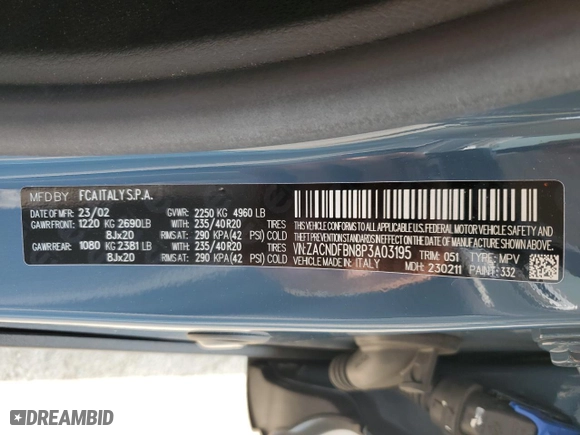 MFD BY FCA ITALY S.P.A.
DATE OF MFR: 23/02 GVWR: 2250 KG 4960 LB
GAWR FRONT: 1220 KG 2690 LB WITH: 235/40R20 TIRES
8Jx20 RIMS AT: 290 KPA (42 PSI) COLD
GAWR REAR: 1080 KG 2381 LB WITH: 235/40R20 TIRES
8Jx20 RIMS AT: 290 KPA (42 PSI) COLD
THIS VEHICLE CONFORMS TO ALL APPLICABLE U.S.A. FEDERAL MOTOR VEHICLE SAFETY, BUMPER, AND THEFT PREVENTION STANDARDS IN EFFECT ON THE DATE OF MANUFACTURE SHOWN ABOVE.
VN: ZACNDFBN8P3A03195 TRIM: 051 TYPE: MPV
VEHICLE MADE IN: ITALY MDH: 230211 PAINT: 332
DREAMBID